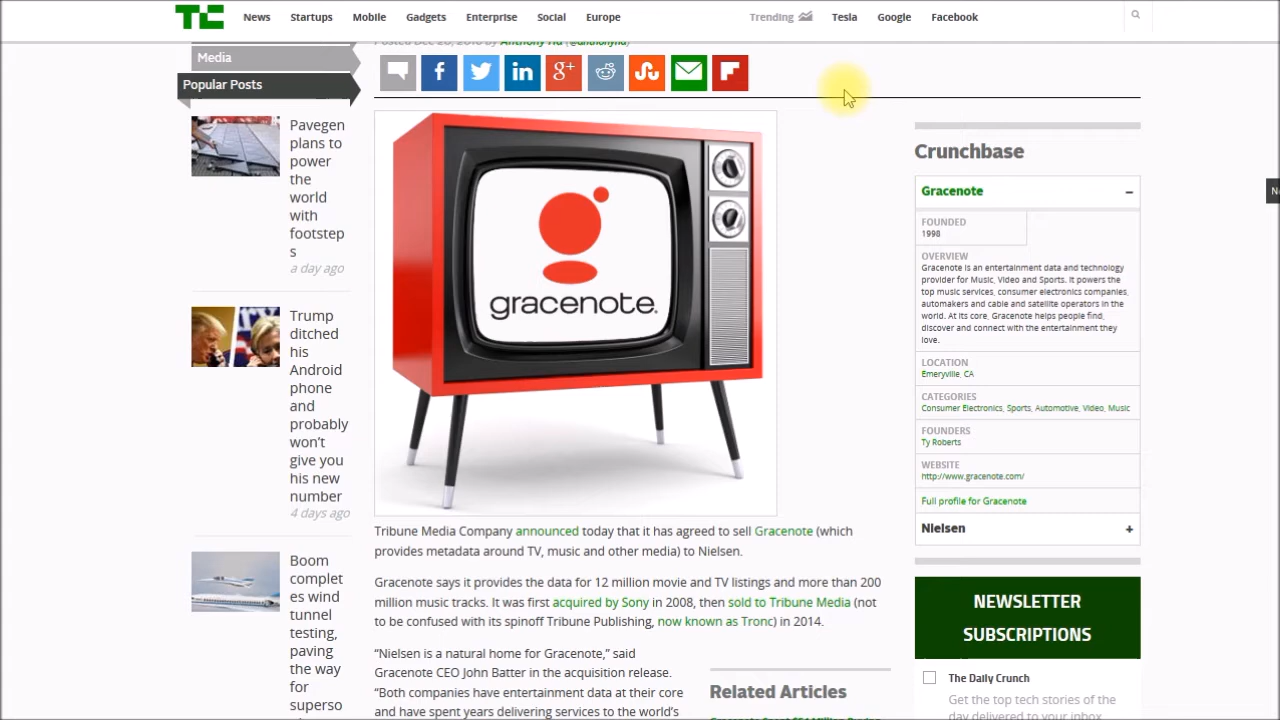 TC
News
Startups
Mobile
Gadgets
Enterprise
Social
Europe
Trending
Tesla
Google
Facebook
Media
Popular Posts
Pavegen
plans to
power
the
world
with
footstep
s
a day ago
Trump
ditched
his
Android
phone
and
probably
won't
give you
his new
number
4 days ago
Boom
complet
es wind
tunnel
testing,
paving
the way
for
superso
f
in
g+
gracenote.
Tribune Media Company announced today that it has agreed to sell Gracenote (which
provides metadata around TV, music and other media) to Nielsen.
Gracenote says it provides the data for 12 million movie and TV listings and more than 200
million music tracks. It was first acquired by Sony in 2008, then sold to Tribune Media (not
to be confused with its spinoff Tribune Publishing, now known as Tronc) in 2014.
“Nielsen is a natural home for Gracenote,” said
Gracenote CEO John Batter in the acquisition release.
“Both companies have entertainment data at their core
and have spent years delivering services to the world's
Related Articles
Crunchbase
Gracenote −
FOUNDED
1998
OVERVIEW
Gracenote is an entertainment data and technology
provider for Music, Video and Sports. It powers the
top music services, consumer electronics companies,
automakers and cable and satellite operators in the
world. At its core, Gracenote helps people find,
discover and connect with the entertainment they
love.
LOCATION
Emeryville, CA
CATEGORIES
Consumer Electronics, Sports, Automotive, Video, Music
FOUNDERS
Ty Roberts
WEBSITE
http://www.gracenote.com/
Full profile for Gracenote
Nielsen +
NEWSLETTER
SUBSCRIPTIONS
The Daily Crunch
Get the top tech stories of the
day delivered to your inbox